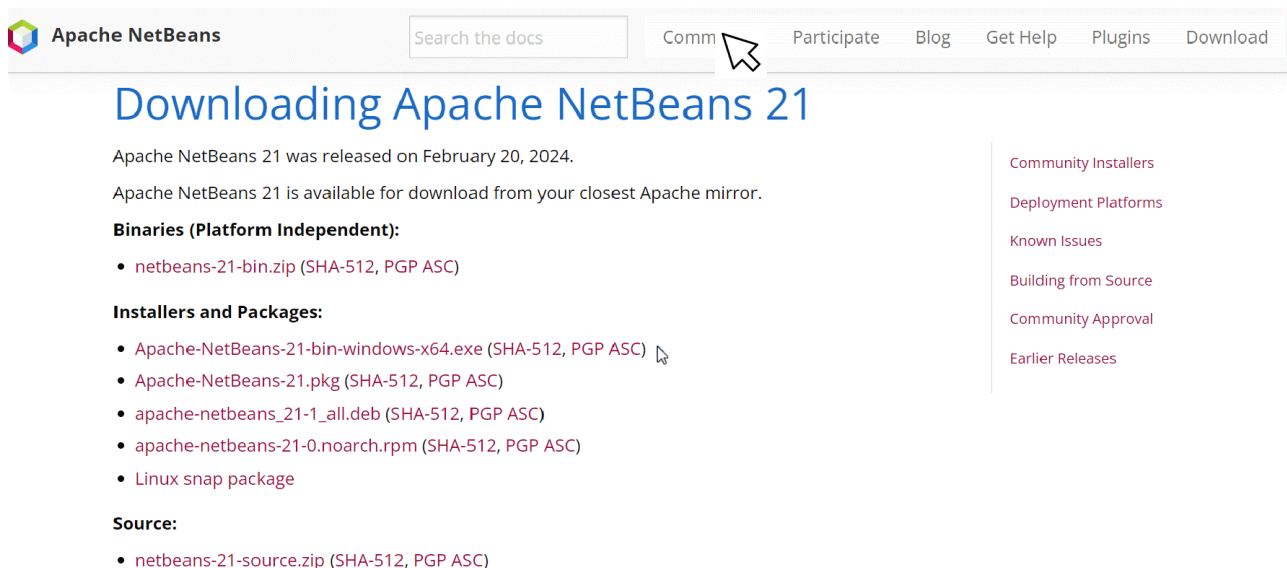 Apache NetBeans
Search the docs
Comm
Participate
Blog
Get Help
Plugins
Download
Downloading Apache NetBeans 21
Apache NetBeans 21 was released on February 20, 2024.
Apache NetBeans 21 is available for download from your closest Apache mirror.
Binaries (Platform Independent):
• netbeans-21-bin.zip (SHA-512, PGP ASC)
Installers and Packages:
• Apache-NetBeans-21-bin-windows-x64.exe (SHA-512, PGP ASC)
• Apache-NetBeans-21.pkg (SHA-512, PGP ASC)
• apache-netbeans_21-1_all.deb (SHA-512, PGP ASC)
• apache-netbeans-21-0.noarch.rpm (SHA-512, PGP ASC)
• Linux snap package
Source:
• netbeans-21-source.zip (SHA-512, PGP ASC)
Community Installers
Deployment Platforms
Known Issues
Building from Source
Community Approval
Earlier Releases